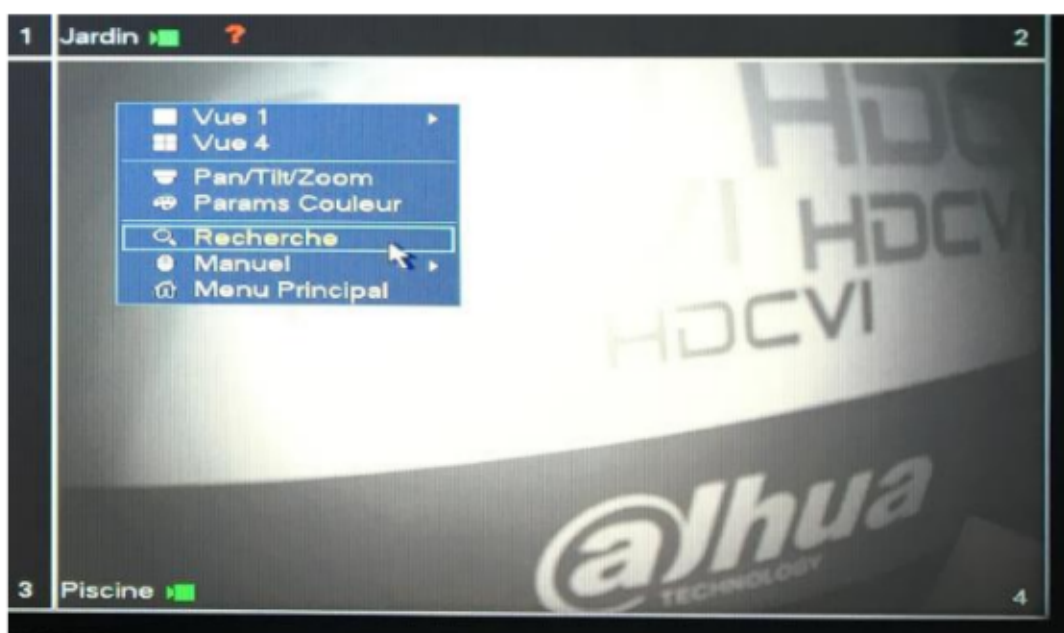 1 Jardin ? 2
Vue 1
Vue 4
Pan/Tilt/Zoom
Params Couleur
Recherche
Manuel
Menu Principal
HDC
HDCVI
HDCVI
alhua
TECHNOLOGY
3 Piscine 4